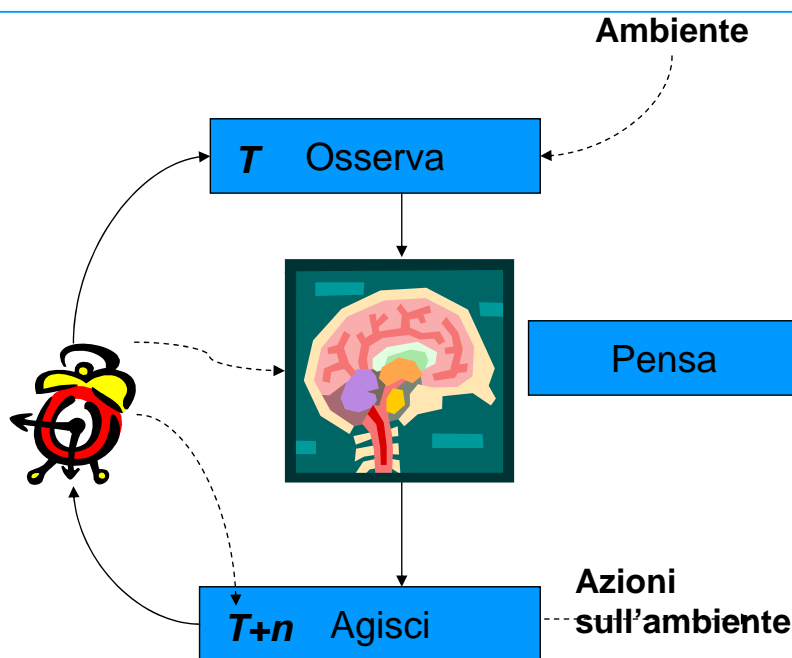 Ambiente
T Osserva
Pensa
T+n Agisci
Azioni
sull’ambiente